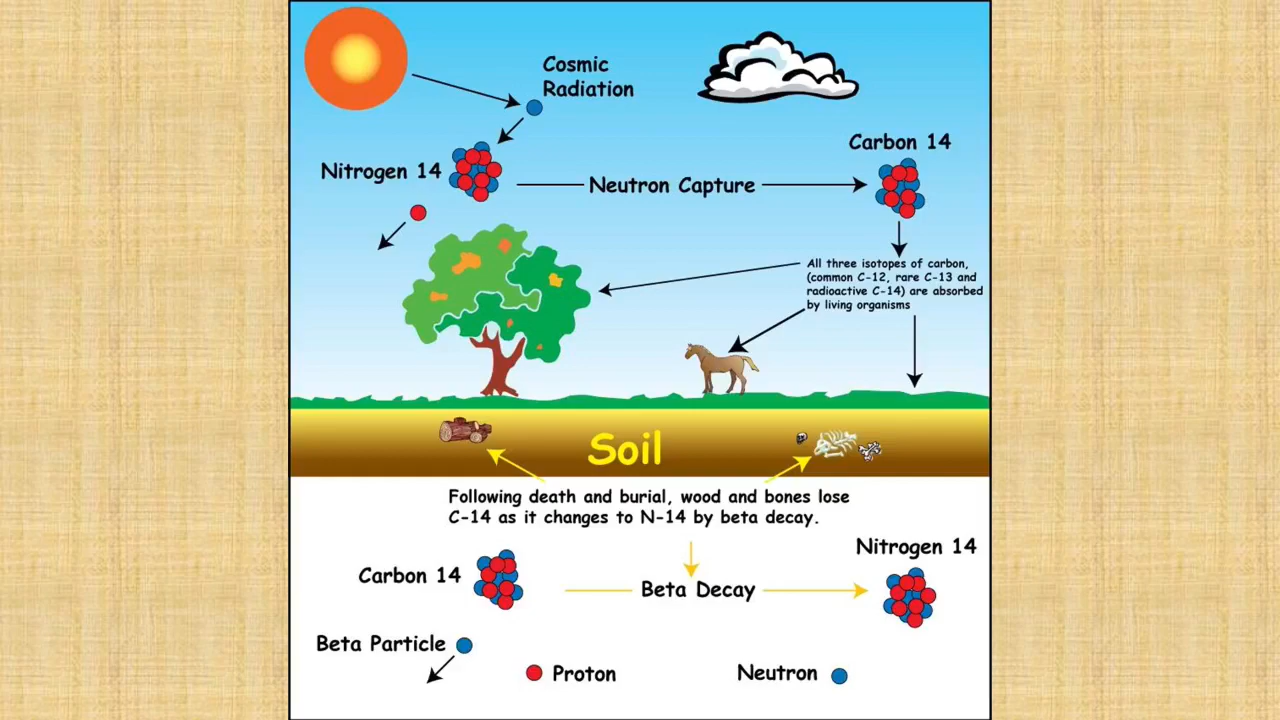 Cosmic
Radiation
Carbon 14
Nitrogen 14
Neutron Capture
All three isotopes of carbon,
(common C-12, rare C-13 and
radioactive C-14) are absorbed
by living organisms
Soil
Following death and burial, wood and bones lose
C-14 as it changes to N-14 by beta decay.
Nitrogen 14
Carbon 14
Beta Decay
Beta Particle
Proton
Neutron